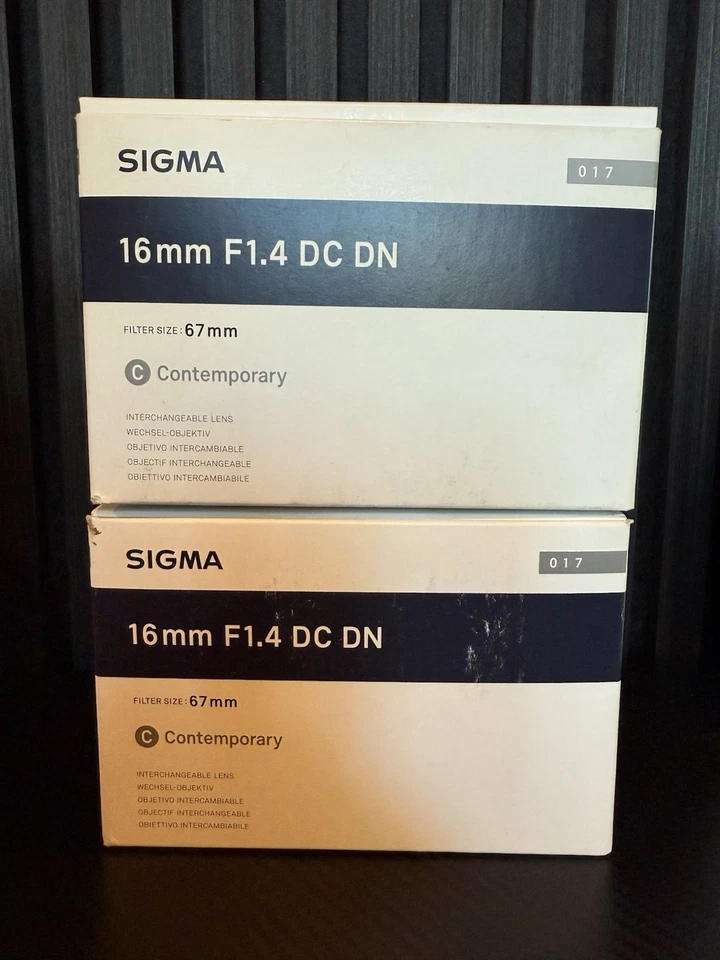 SIGMA
017
16mm F1.4 DC DN
FILTER SIZE: 67mm
C Contemporary
INTERCHANGEABLE LENS
WECHSEL-OBJEKTIV
OBJETIVO INTERCAMBIABLE
OBJECTIF INTERCHANGEABLE
OBIETTIVO INTERCAMBIABILE
SIGMA
017
16mm F1.4 DC DN
FILTER SIZE: 67mm
C Contemporary
INTERCHANGEABLE LENS
WECHSEL-OBJEKTIV
OBJETIVO INTERCAMBIABLE
OBJECTIF INTERCHANGEABLE
OBIETTIVO INTERCAMBIABILE